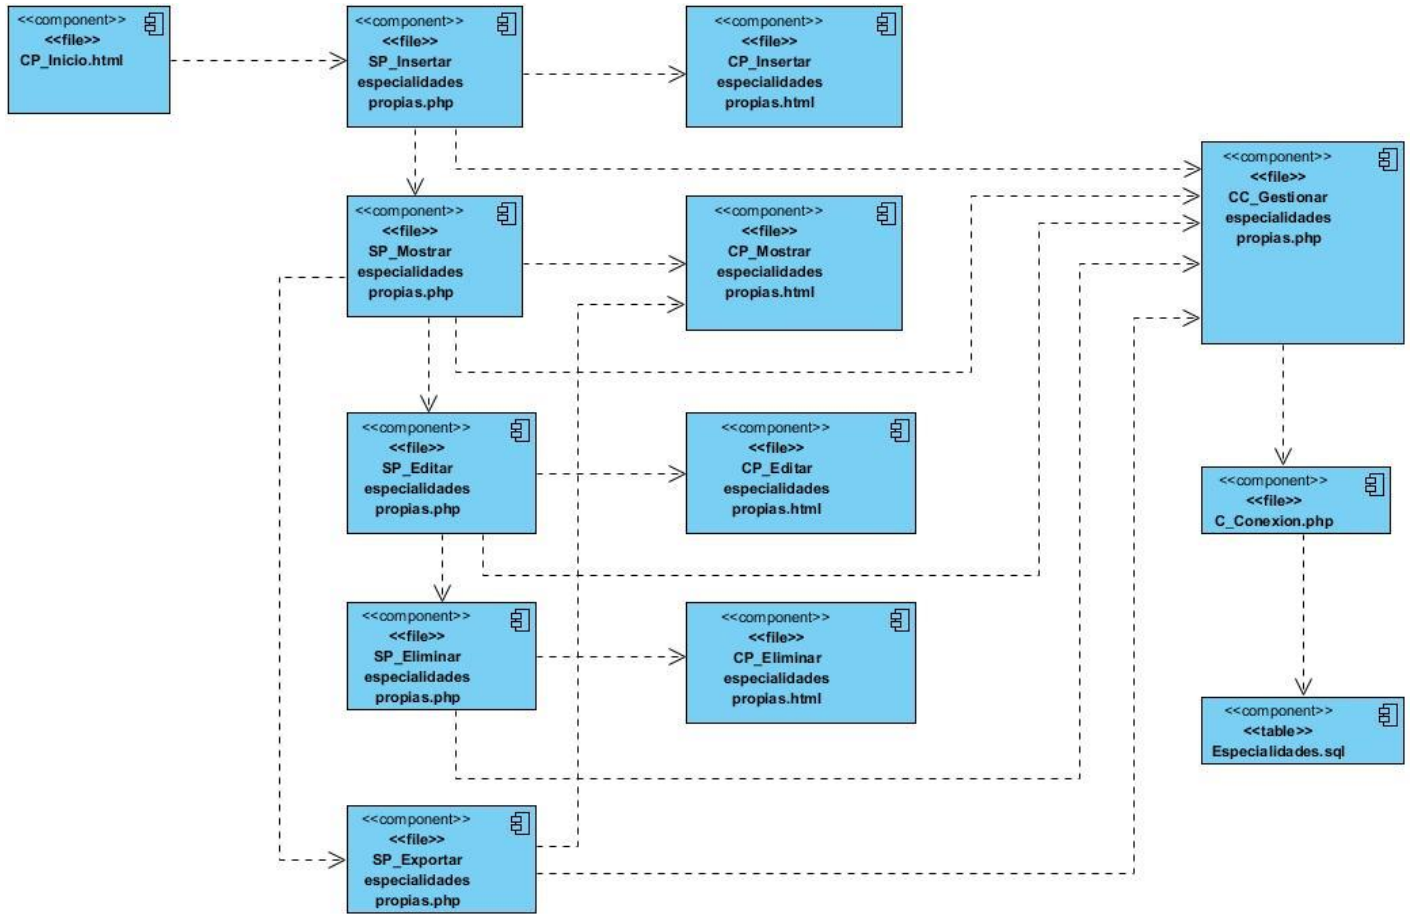 <<component>>
<<file>>
CP_Inicio.html
<<component>>
<<file>>
SP_Insertar
especialidades
propias.php
<<component>>
<<file>>
CP_Insertar
especialidades
propias.html
<<component>>
<<file>>
CC_Gestionar
especialidades
propias.php
<<component>>
<<file>>
SP_Mostrar
especialidades
propias.php
<<component>>
<<file>>
CP_Mostrar
especialidades
propias.html
<<component>>
<<file>>
SP_Editar
especialidades
propias.php
<<component>>
<<file>>
CP_Editar
especialidades
propias.html
<<component>>
<<file>>
C_Conexion.php
<<component>>
<<file>>
SP_Eliminar
especialidades
propias.php
<<component>>
<<file>>
CP_Eliminar
especialidades
propias.html
<<component>>
<<table>>
Especialidades.sql
<<component>>
<<file>>
SP_Exportar
especialidades
propias.php